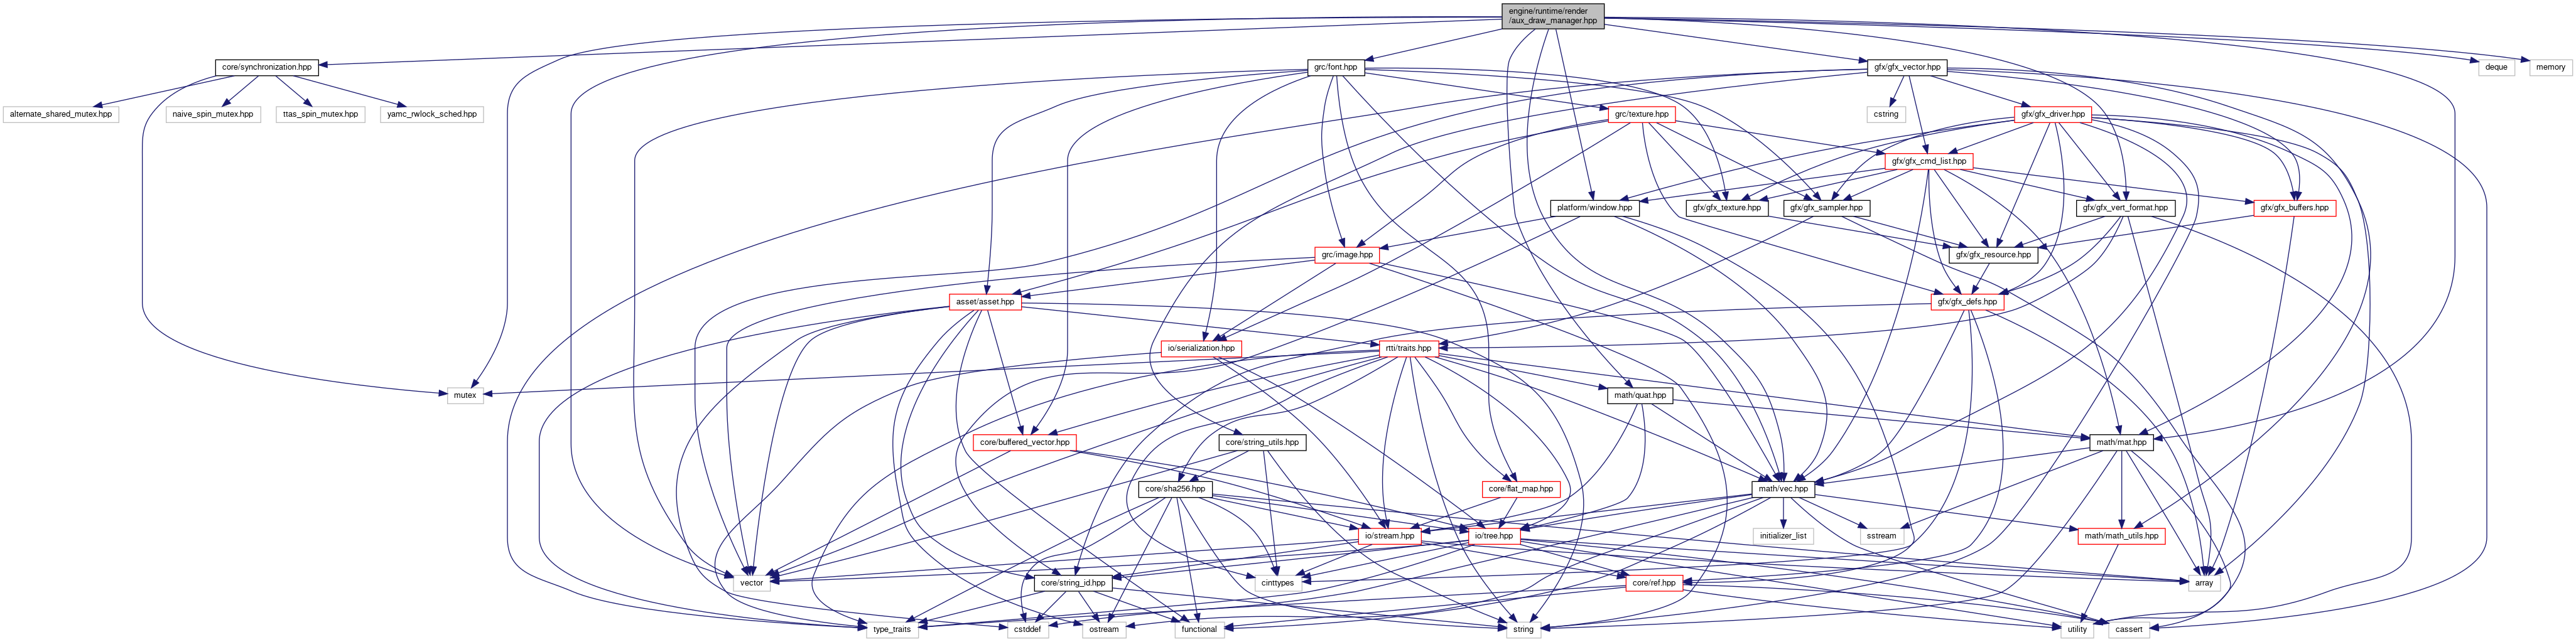 engine/runtime/render
/aux_draw_manager.hpp
core/synchronization.hpp
grc/font.hpp
gfx/gfx_vector.hpp
deque
memory
alternate_shared_mutex.hpp
naive_spin_mutex.hpp
ttas_spin_mutex.hpp
yamc_rwlock_sched.hpp
grc/texture.hpp
cstring
gfx/gfx_driver.hpp
gfx/gfx_cmd_list.hpp
platform/window.hpp
gfx/gfx_texture.hpp
gfx/gfx_sampler.hpp
gfx/gfx_vert_format.hpp
gfx/gfx_buffers.hpp
grc/image.hpp
gfx/gfx_resource.hpp
asset/asset.hpp
gfx/gfx_defs.hpp
io/serialization.hpp
rtti/traits.hpp
mutex
math/quat.hpp
core/buffered_vector.hpp
core/string_utils.hpp
math/mat.hpp
core/sha256.hpp
core/flat_map.hpp
math/vec.hpp
io/stream.hpp
io/tree.hpp
initializer_list
sstream
math/math_utils.hpp
vector
core/string_id.hpp
cinttypes
core/ref.hpp
array
type_traits
cstddef
ostream
functional
string
utility
cassert